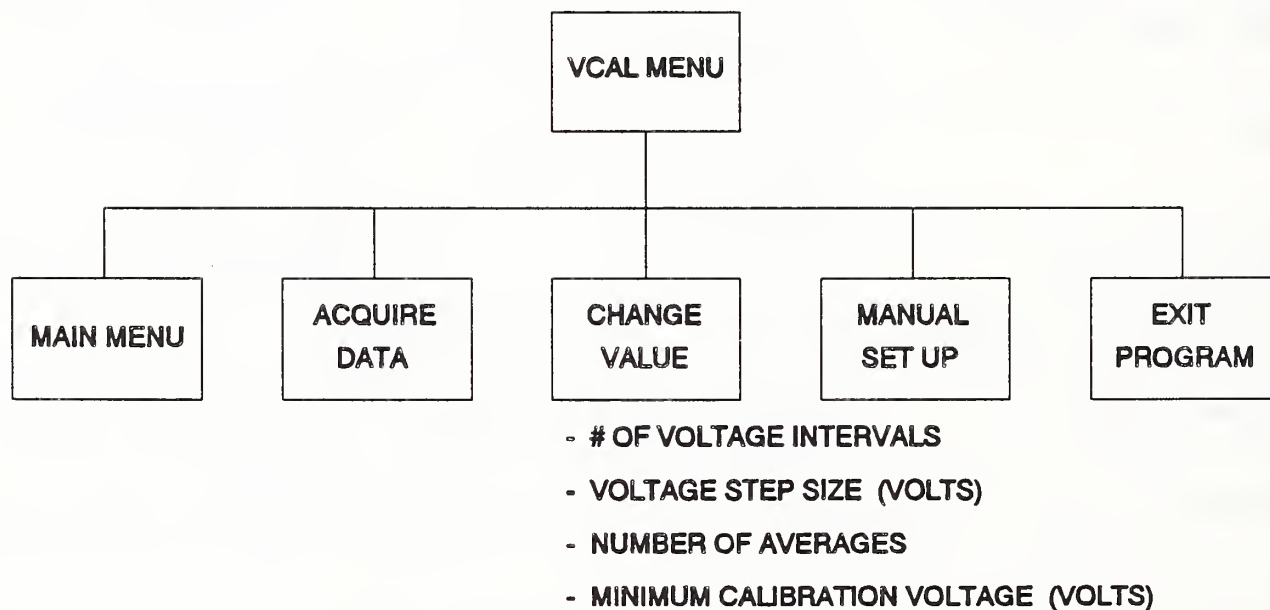 VCAL MENU
MAIN MENU
ACQUIRE
DATA
CHANGE
VALUE
MANUAL
SET UP
EXIT
PROGRAM
- # OF VOLTAGE INTERVALS
- VOLTAGE STEP SIZE (VOLTS)
- NUMBER OF AVERAGES
- MINIMUM CALIBRATION VOLTAGE (VOLTS)